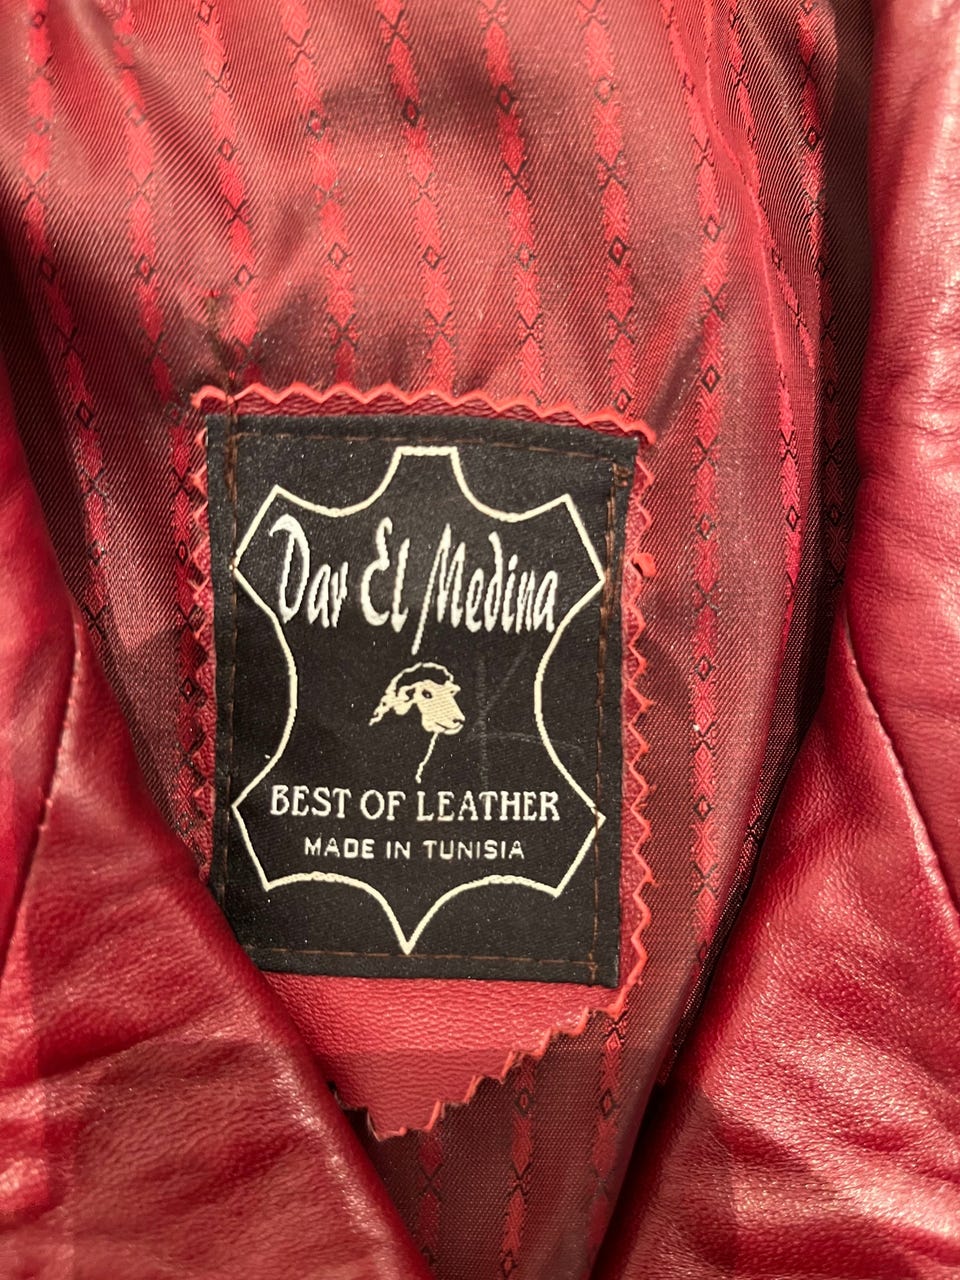 Dar El Medina
BEST OF LEATHER
MADE IN TUNISIA